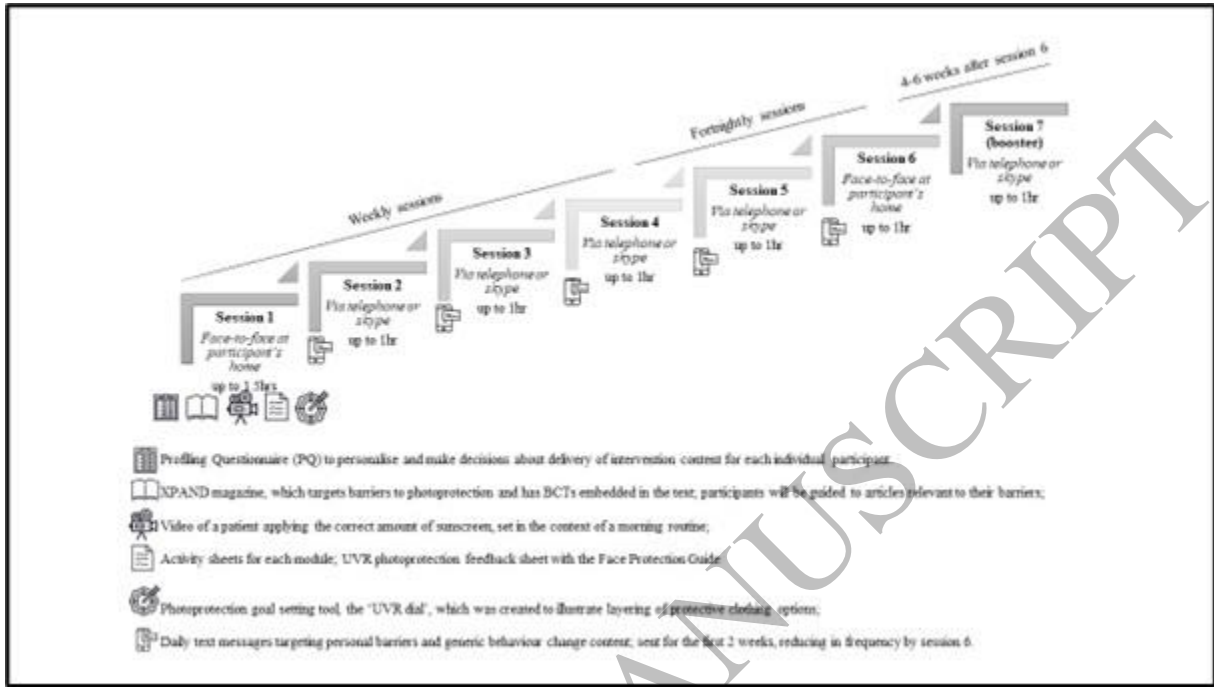 4-6 weeks after session 6
Fortnightly sessions
Weekly sessions
Session 1
Face-to-face at
participant's
home
up to 1.5hrs
Session 2
Via telephone or
skype
up to 1hr
Session 3
Via telephone or
skype
up to 1hr
Session 4
Via telephone or
skype
up to 1hr
Session 5
Via telephone or
skype
up to 1hr
Session 6
Face-to-face at
participant's
home
up to 1hr
Session 7
(booster)
Via telephone or
skype
up to 1hr
Profiling Questionnaire (PQ) to personalise and make decisions about delivery of intervention content for each individual participant
XPAND magazine, which targets barriers to photoprotection and has BCTs embedded in the text; participants will be guided to articles relevant to their barriers;
Video of a patient applying the correct amount of sunscreen, set in the context of a morning routine;
Activity sheets for each module; UVR photoprotection feedback sheet with the Face Protection Guide
Photoprotection goal setting tool, the 'UVR dial', which was created to illustrate layering of protective clothing options;
Daily text messages targeting personal barriers and generic behaviour change content; sent for the first 2 weeks, reducing in frequency by session 6.
ANUSCRIPT